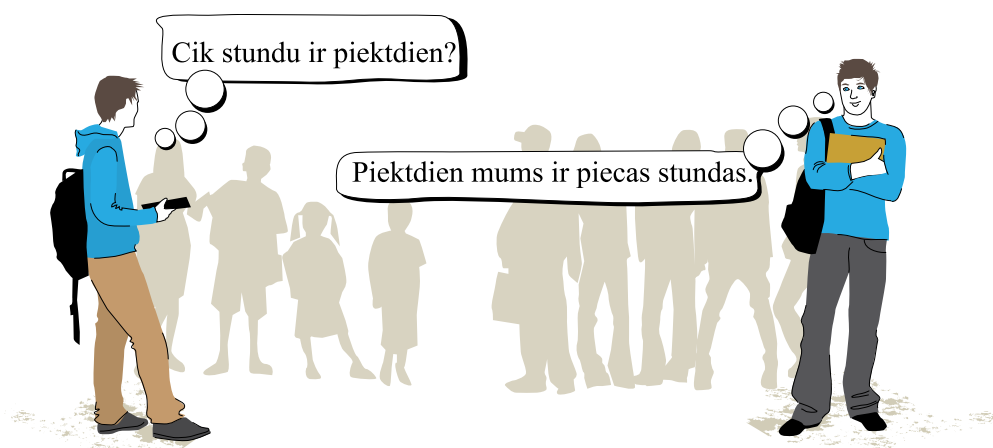 Cik stundu ir piektdien?
Piektdien mums ir piecas stundas.